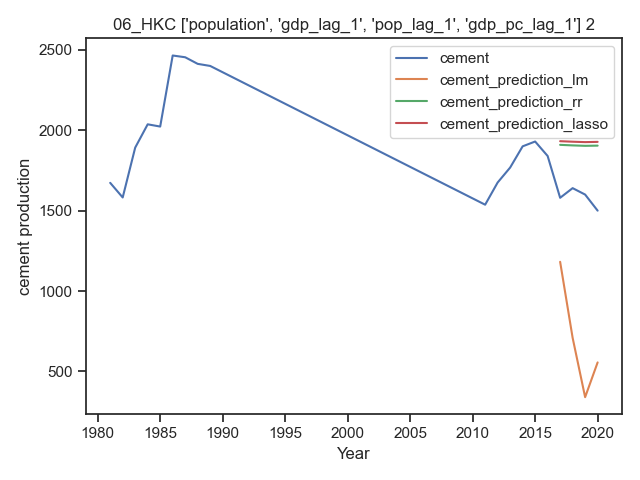 06_HKC ['population', 'gdp_lag_1', 'pop_lag_1', 'gdp_pc_lag_1'] 2
cement
cement_prediction_lm
cement_prediction_rr
cement_prediction_lasso
cement production
2500
2000
1500
1000
500
1980
1985
1990
1995
2000
2005
2010
2015
2020
Year